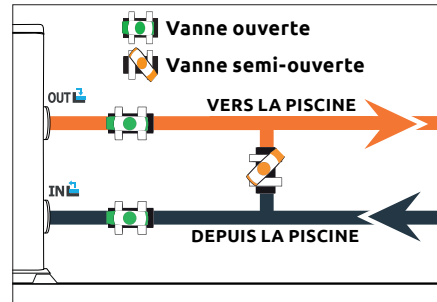 Vanne ouverte
Vanne semi-ouverte
OUT
VERS LA PISCINE
IN
DEPUIS LA PISCINE